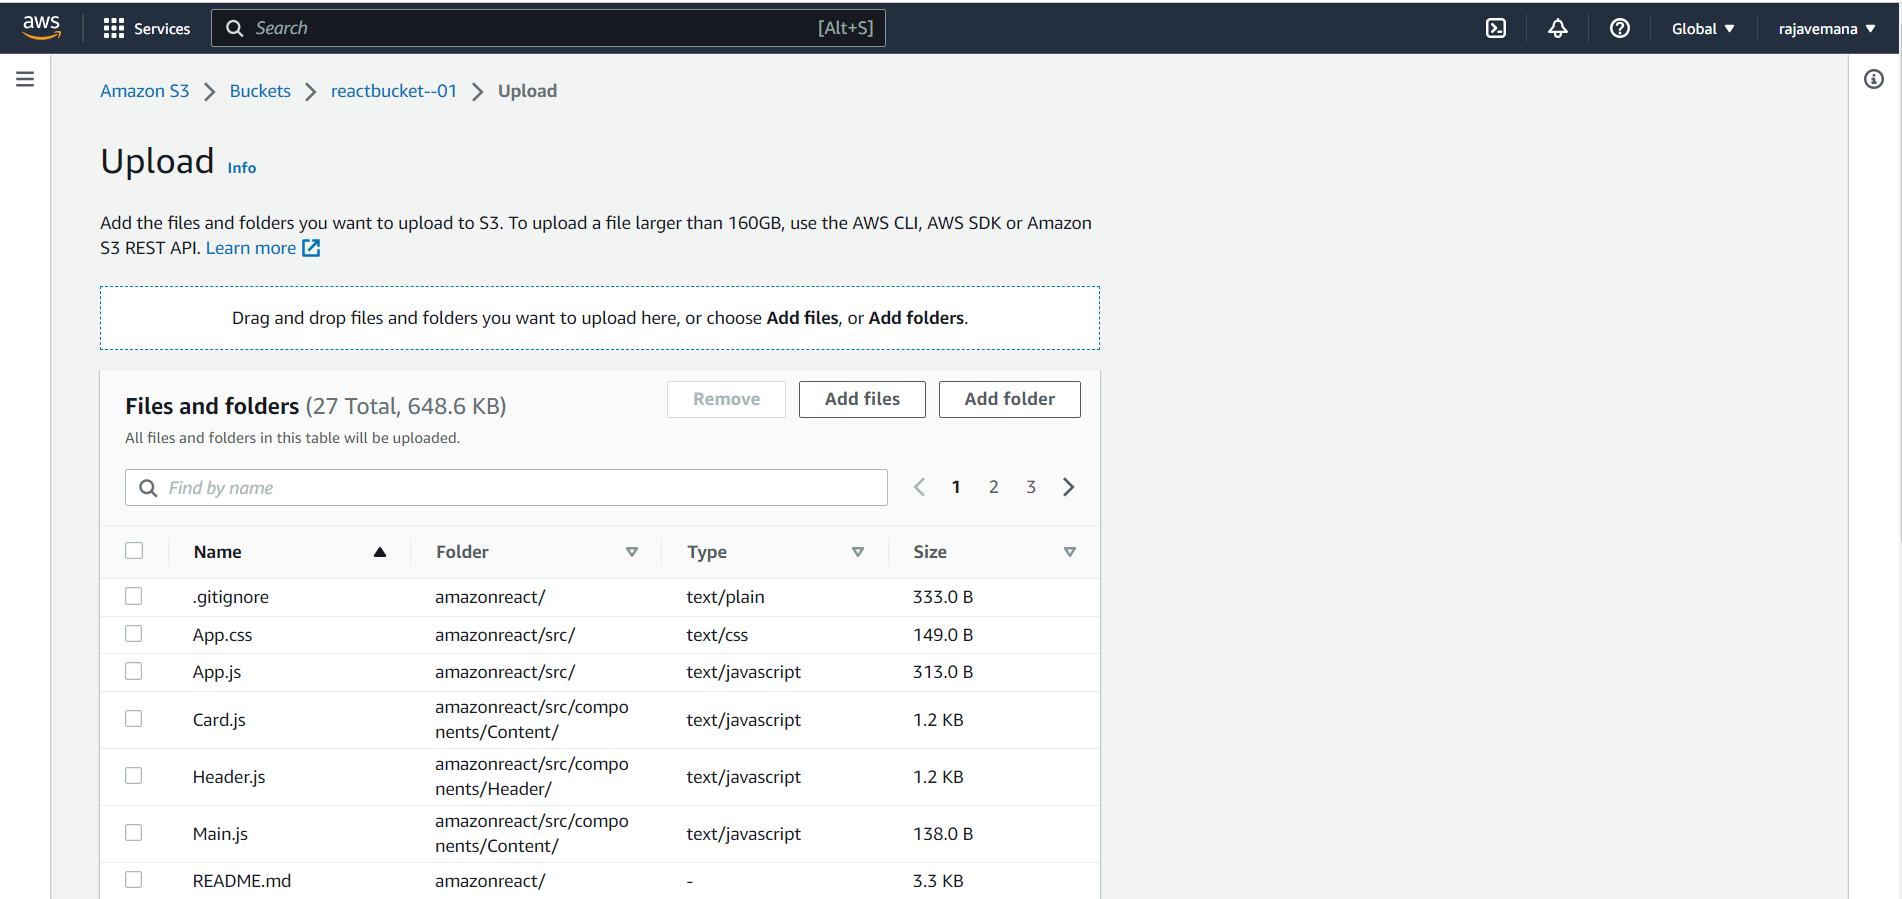 aws Services Search [Alt+S] Global rajavemana
Amazon S3 Buckets reactbucket--01 Upload
Upload Info
Add the files and folders you want to upload to S3. To upload a file larger than 160GB, use the AWS CLI, AWS SDK or Amazon
S3 REST API. Learn more
Drag and drop files and folders you want to upload here, or choose Add files, or Add folders.
Files and folders (27 Total, 648.6 KB) Remove Add files Add folder
All files and folders in this table will be uploaded.
Find by name 1 2 3
Name Folder Type Size
.gitignore amazonreact/ text/plain 333.0 B
App.css amazonreact/src/ text/css 149.0 B
App.js amazonreact/src/ text/javascript 313.0 B
Card.js amazonreact/src/compo text/javascript 1.2 KB
nents/Content/
Header.js amazonreact/src/compo text/javascript 1.2 KB
nents/Header/
Main.js amazonreact/src/compo text/javascript 138.0 B
nents/Content/
README.md amazonreact/ - 3.3 KB